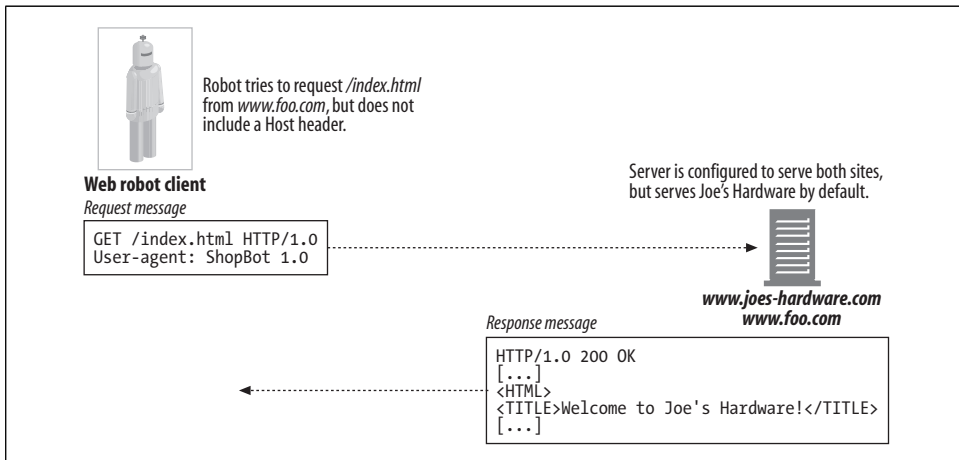 Robot tries to request /index.html
from www.foo.com, but does not
include a Host header.
Web robot client
Request message
GET /index.html HTTP/1.0
User-agent: ShopBot 1.0
Server is configured to serve both sites,
but serves Joe's Hardware by default.
www.joes-hardware.com
www.foo.com
Response message
HTTP/1.0 200 OK
[...]
<HTML>
<TITLE>Welcome to Joe's Hardware!</TITLE>
[...]